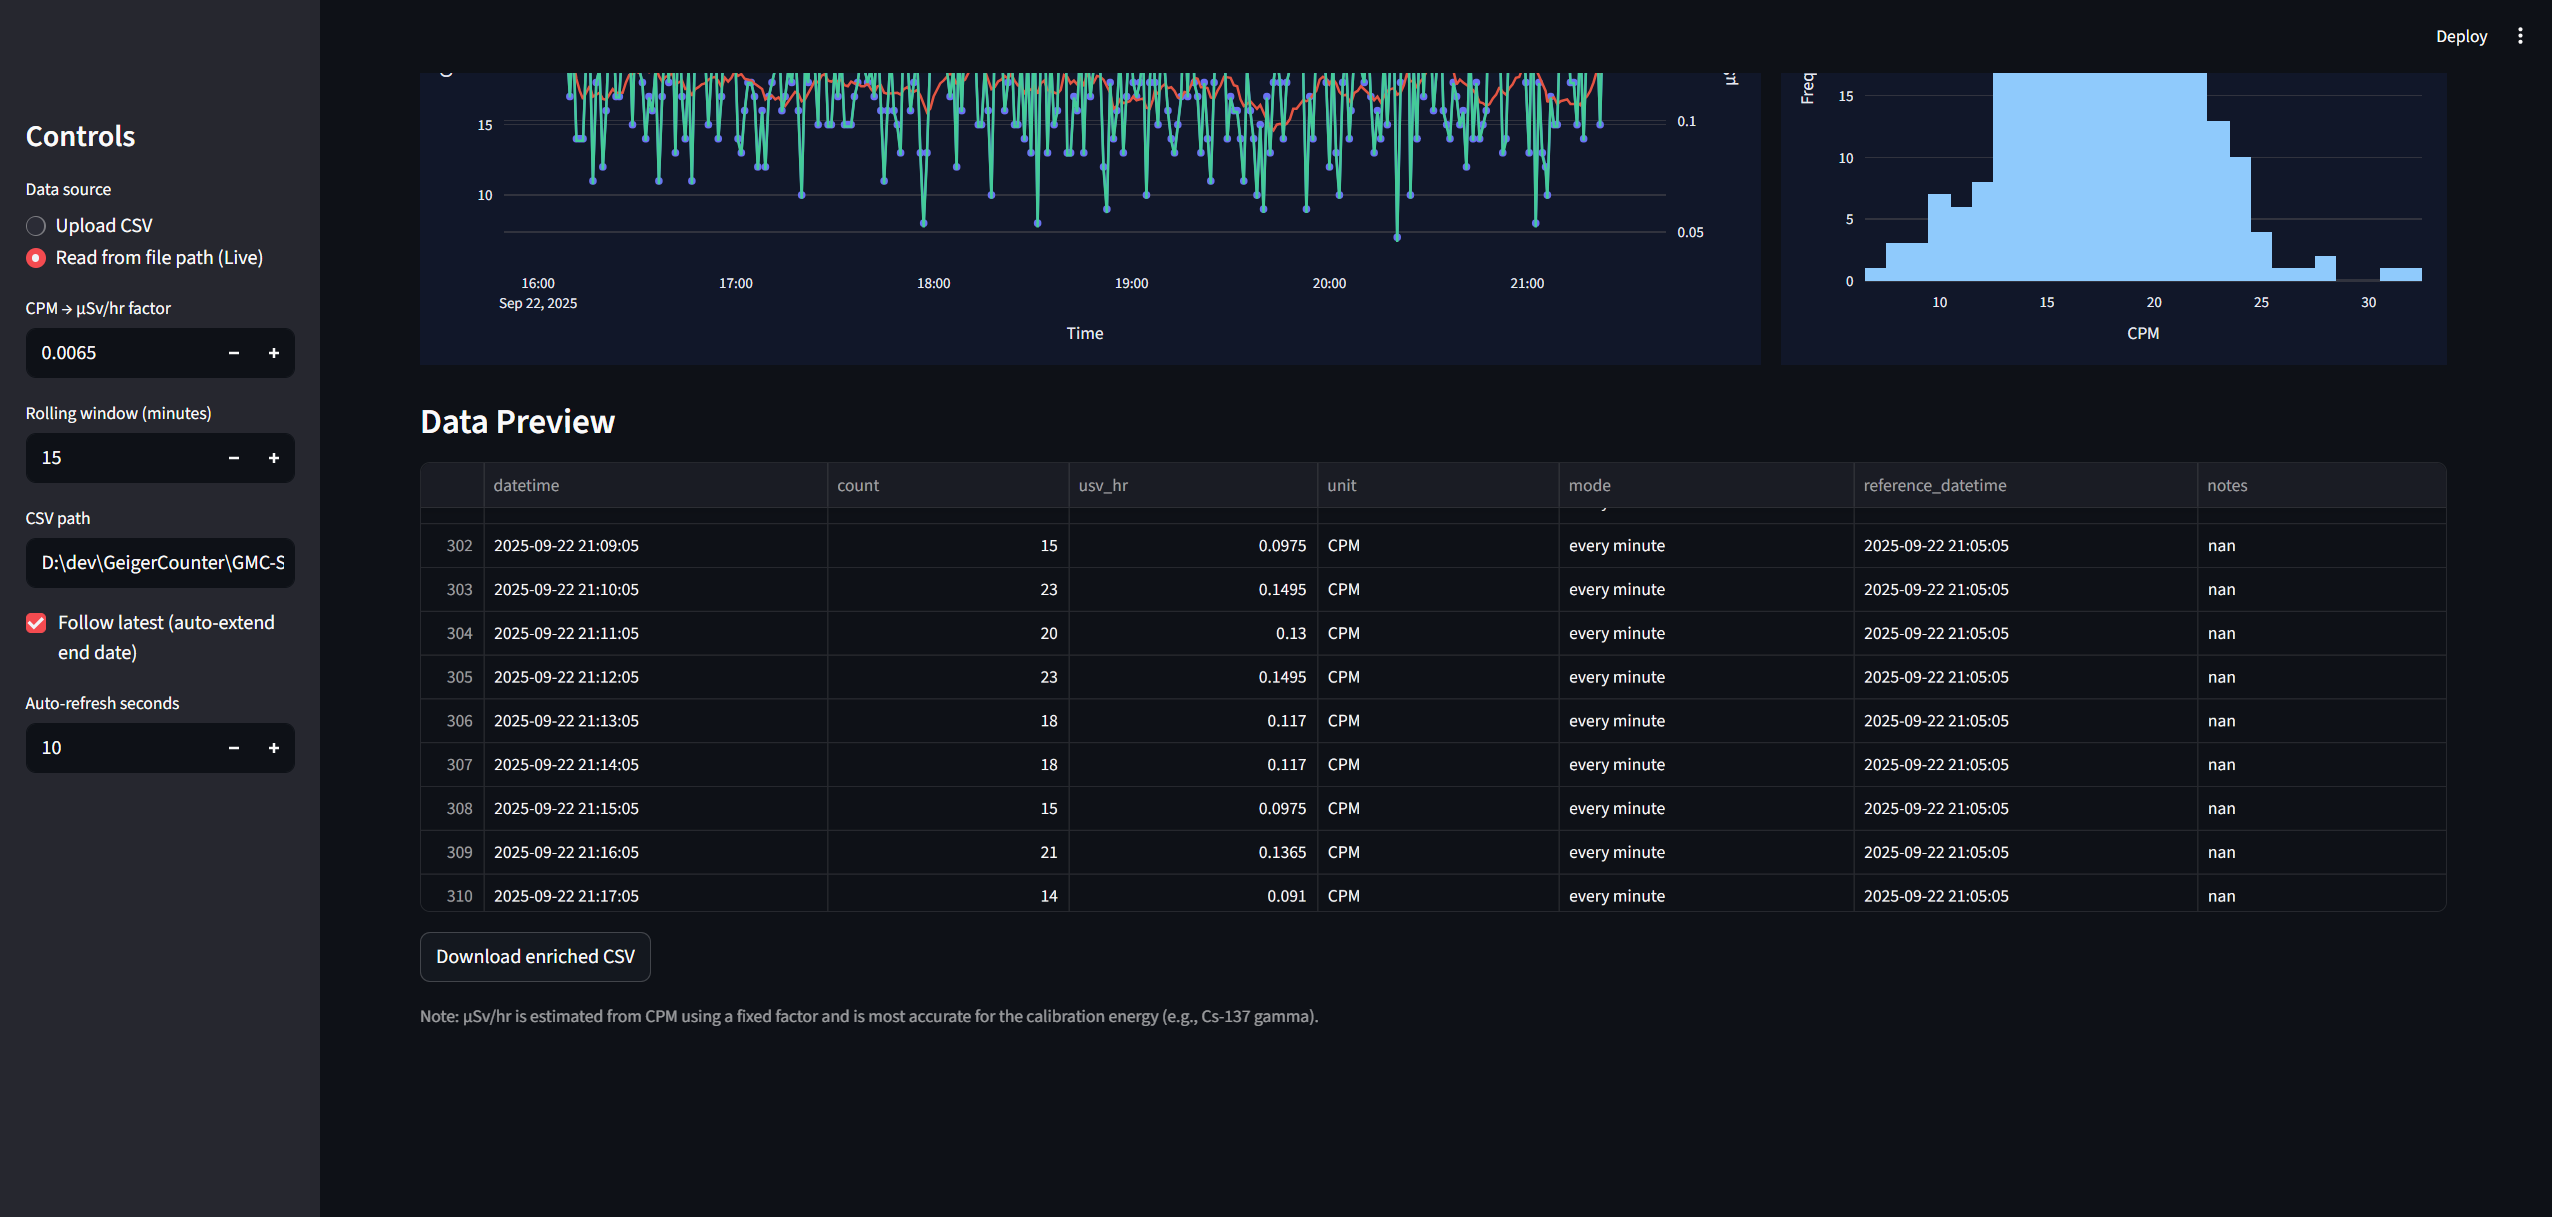 Deploy
Controls
Data source
Upload CSV
Read from file path (Live)
CPM → μSv/hr factor
0.0065
Rolling window (minutes)
15
CSV path
D:\dev\GeigerCounter\GMC-S
Follow latest (auto-extend
end date)
Auto-refresh seconds
10
15
10
0.1
0.05
16:00
17:00
18:00
19:00
20:00
21:00
Sep 22, 2025
Time
Freq
15
10
5
0
10
15
20
25
30
CPM
Data Preview
datetime count usv_hr unit mode reference_datetime notes
302 2025-09-22 21:09:05 15 0.0975 CPM every minute 2025-09-22 21:05:05 nan
303 2025-09-22 21:10:05 23 0.1495 CPM every minute 2025-09-22 21:05:05 nan
304 2025-09-22 21:11:05 20 0.13 CPM every minute 2025-09-22 21:05:05 nan
305 2025-09-22 21:12:05 23 0.1495 CPM every minute 2025-09-22 21:05:05 nan
306 2025-09-22 21:13:05 18 0.117 CPM every minute 2025-09-22 21:05:05 nan
307 2025-09-22 21:14:05 18 0.117 CPM every minute 2025-09-22 21:05:05 nan
308 2025-09-22 21:15:05 15 0.0975 CPM every minute 2025-09-22 21:05:05 nan
309 2025-09-22 21:16:05 21 0.1365 CPM every minute 2025-09-22 21:05:05 nan
310 2025-09-22 21:17:05 14 0.091 CPM every minute 2025-09-22 21:05:05 nan
Download enriched CSV
Note: μSv/hr is estimated from CPM using a fixed factor and is most accurate for the calibration energy (e.g., Cs-137 gamma).